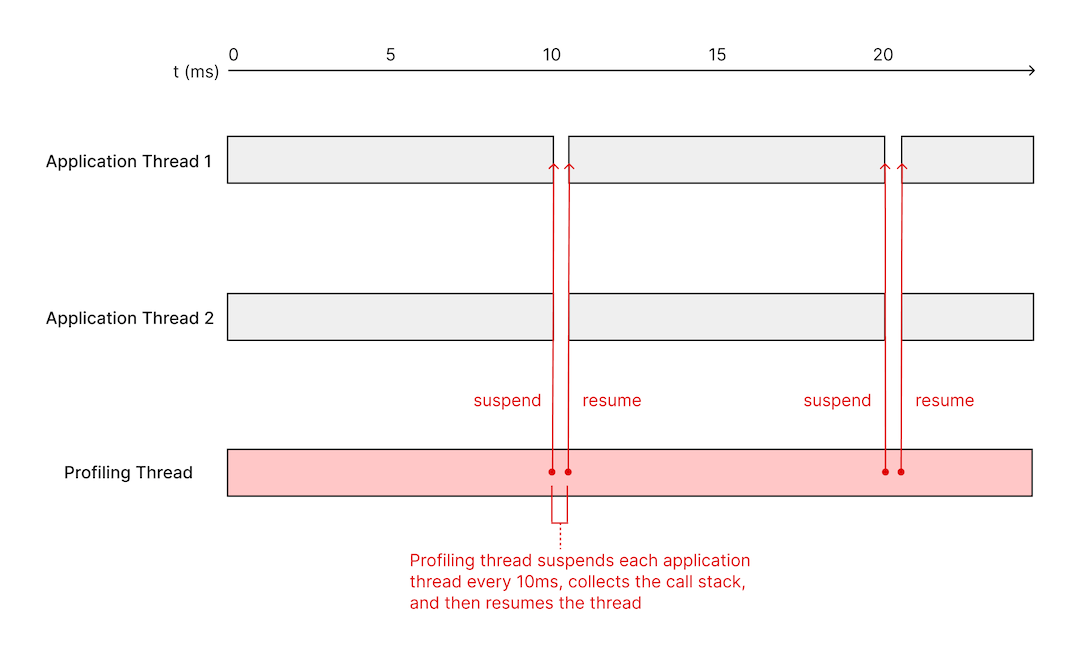 0 5 10 15 20
t (ms)
Application Thread 1
Application Thread 2
suspend resume suspend resume
Profiling Thread
Profiling thread suspends each application
thread every 10ms, collects the call stack,
and then resumes the thread